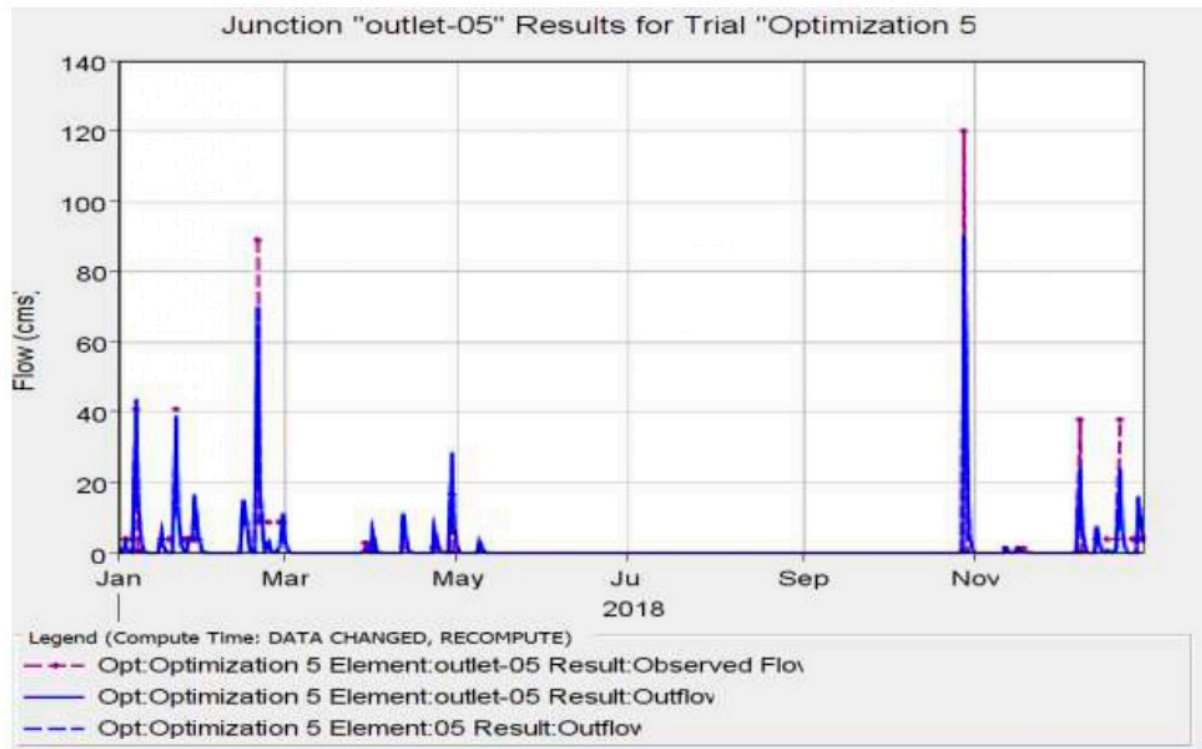 Junction "outlet-05" Results for Trial "Optimization 5
140
120
100
80
60
40
20
0
Flow (cms)
Jan Mar May Ju Sep Nov
2018
Legend (Compute Time: DATA CHANGED, RECOMPUTE)
Opt:Optimization 5 Element:outlet-05 Result:Observed Flov
Opt:Optimization 5 Element:outlet-05 Result:Outflov
Opt:Optimization 5 Element:05 Result:Outflov